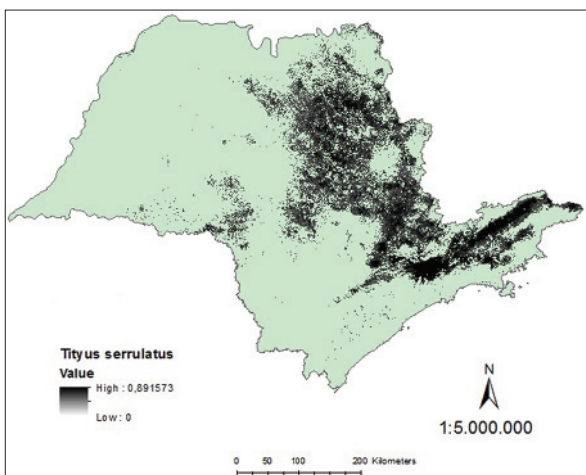 Tityus serrulatus
Value
High : 0,891573
Low : 0
N
1:5.000.000
0 50 100 200 Kilometers